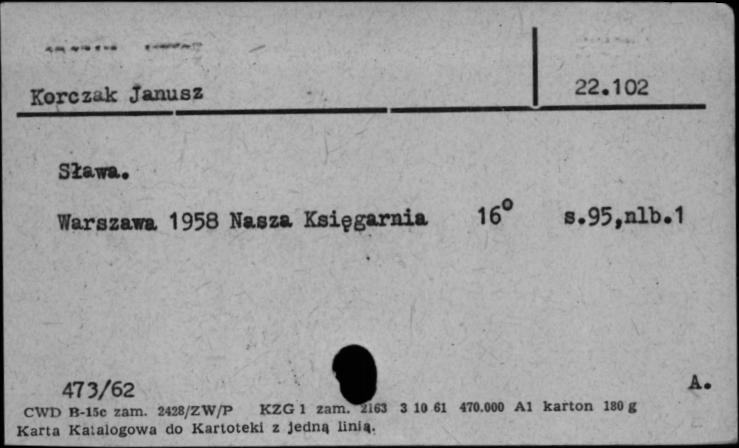 Korczak Janusz 22.102
Sława.
Warszawa 1958 Nasza Księgarnia 16° s.95,nlb.1
473/62 A.
CWD B-15c zam. 2428/ZW/P KZG 1 zam. 2163 3 10 61 470.000 A1 karton 180 g
Karta Katalogowa do Kartoteki z jedną linią.